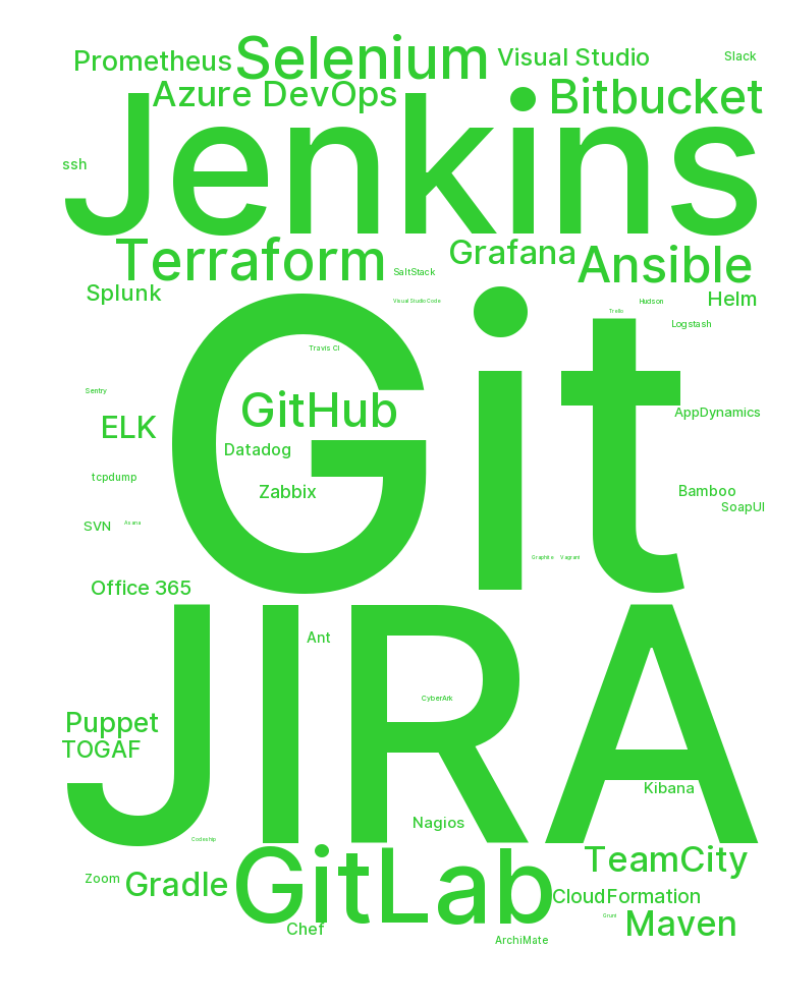 Prometheus
Selenium
Visual Studio
Slack
Azure DevOps
Bitbucket
Jenkins
ssh
Terraform
SaltStack
Grafana
Ansible
Splunk
Visual Studio Code
Hudson
Helm
Trello
Logstash
Git
Travis CI
Sentry
GitHub
AppDynamics
ELK
Datadog
tcpdump
Zabbix
Bamboo
SoapUI
SVN
Asana
Graphite
Vagrant
Office 365
JIRA
Ant
CyberArk
Puppet
TOGAF
Kibana
Nagios
Codeship
GitLab
TeamCity
Zoom
Gradle
CloudFormation
Grunt
Maven
Chef
ArchiMate